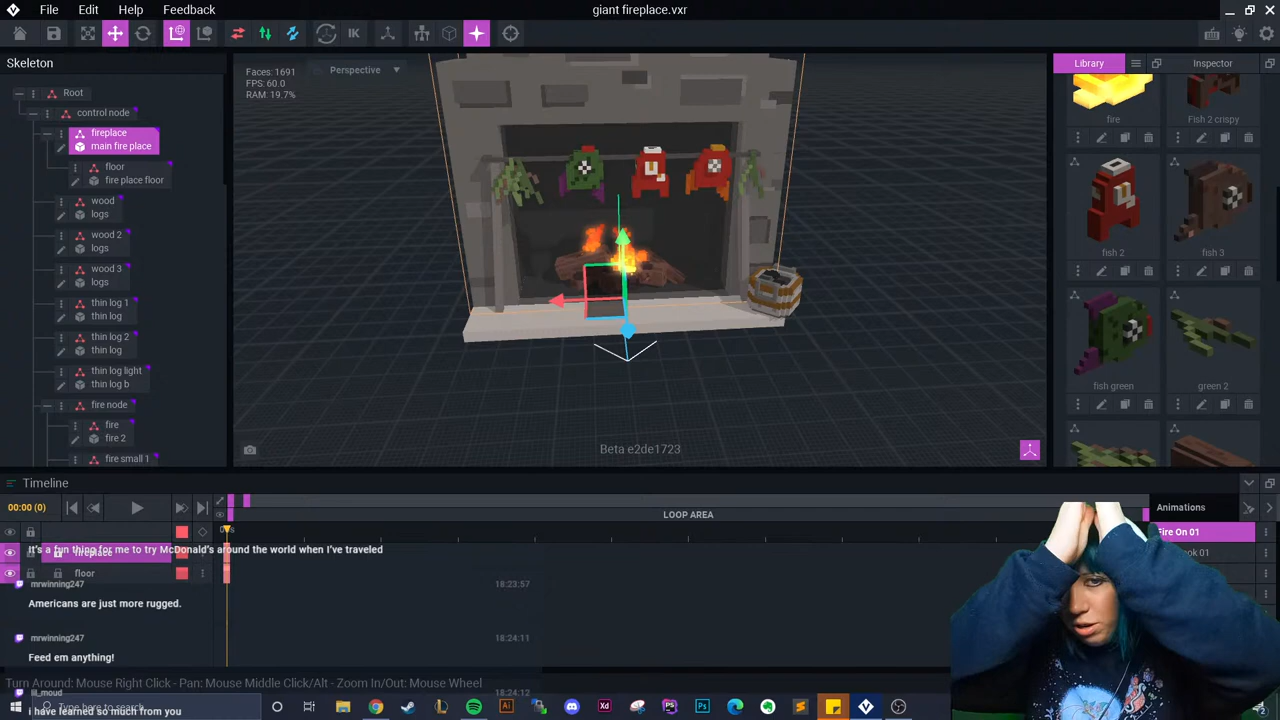 File Edit Help Feedback
giant fireplace.vxr
IK
Skeleton
Root
control node
fireplace
main fire place
floor
fire place floor
wood
logs
wood 2
logs
wood 3
logs
thin log 1
thin log
thin log 2
thin log
thin log light
thin log b
fire node
fire
fire 2
fire small 1
Faces: 1691
FPS: 60.0
RAM: 19.7%
Perspective
Beta e2de1723
Library
Inspector
fire
Fish 2 crispy
fish 2
fish 3
fish green
green 2
Timeline
00:00 (0)
LOOP AREA
Animations
Fire On 01
It's a fun thing for me to try McDonald's around the world when I've traveled
floor
mrwinning247
18:23:57
Americans are just more rugged.
mrwinning247
18:24:11
Feed em anything!
Turn Around: Mouse Right Click - Pan: Mouse Middle Click/Alt - Zoom In/Out: Mouse Wheel
lil_moud
18:24:12
i have learned so much from you
Type here to search